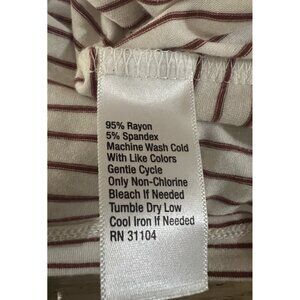 95% Rayon
5% Spandex
Machine Wash Cold
With Like Colors
Gentle Cycle
Only Non-Chlorine
Bleach If Needed
Tumble Dry Low
Cool Iron If Needed
RN 31104